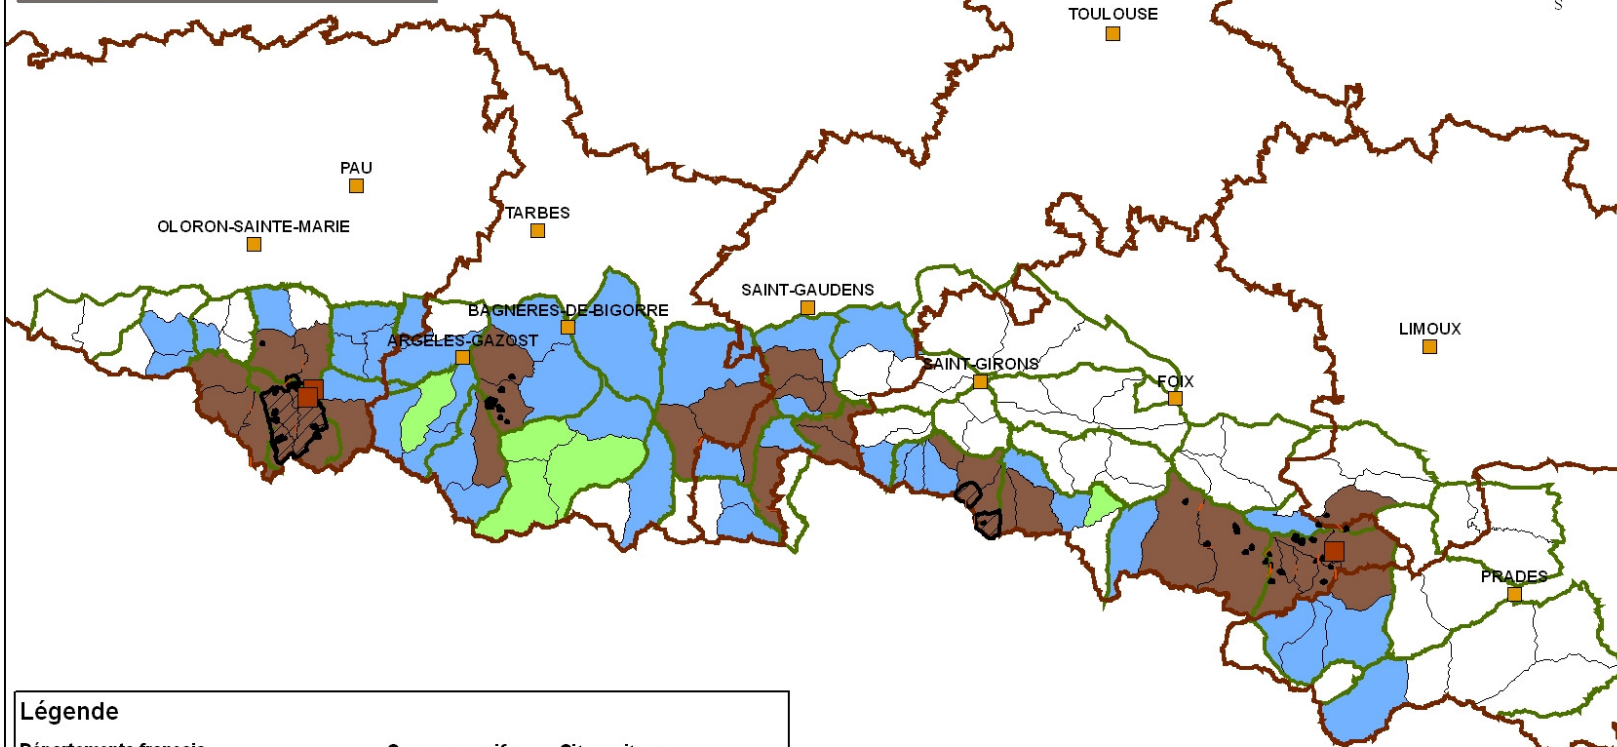 S
TOULOUSE
PAU
OLORON-SAINTE-MARIE
TARBES
SAINT-GAUDENS
BAGNERES-DE-BIGORRE
LIMOUX
ARGELES-GAZOST
SAINT-GIRONS
FOIX
PRADES
Légende